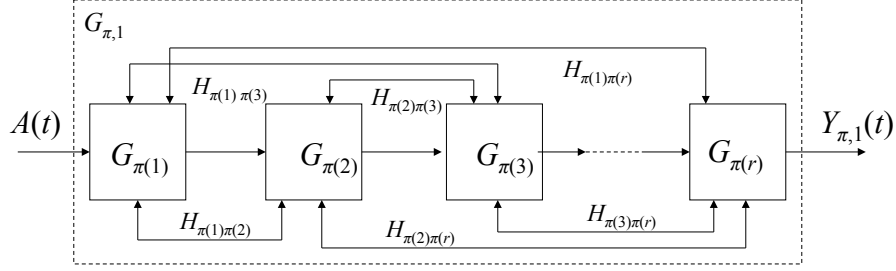 G_{π,1}
H_{π(1)π(r)}
H_{π(1) π(3)}
H_{π(2)π(3)}
A(t)
G_{π(1)}
G_{π(2)}
G_{π(3)}
G_{π(r)}
Y_{π,1}(t)
H_{π(1)π(2)}
H_{π(2)π(r)}
H_{π(3)π(r)}